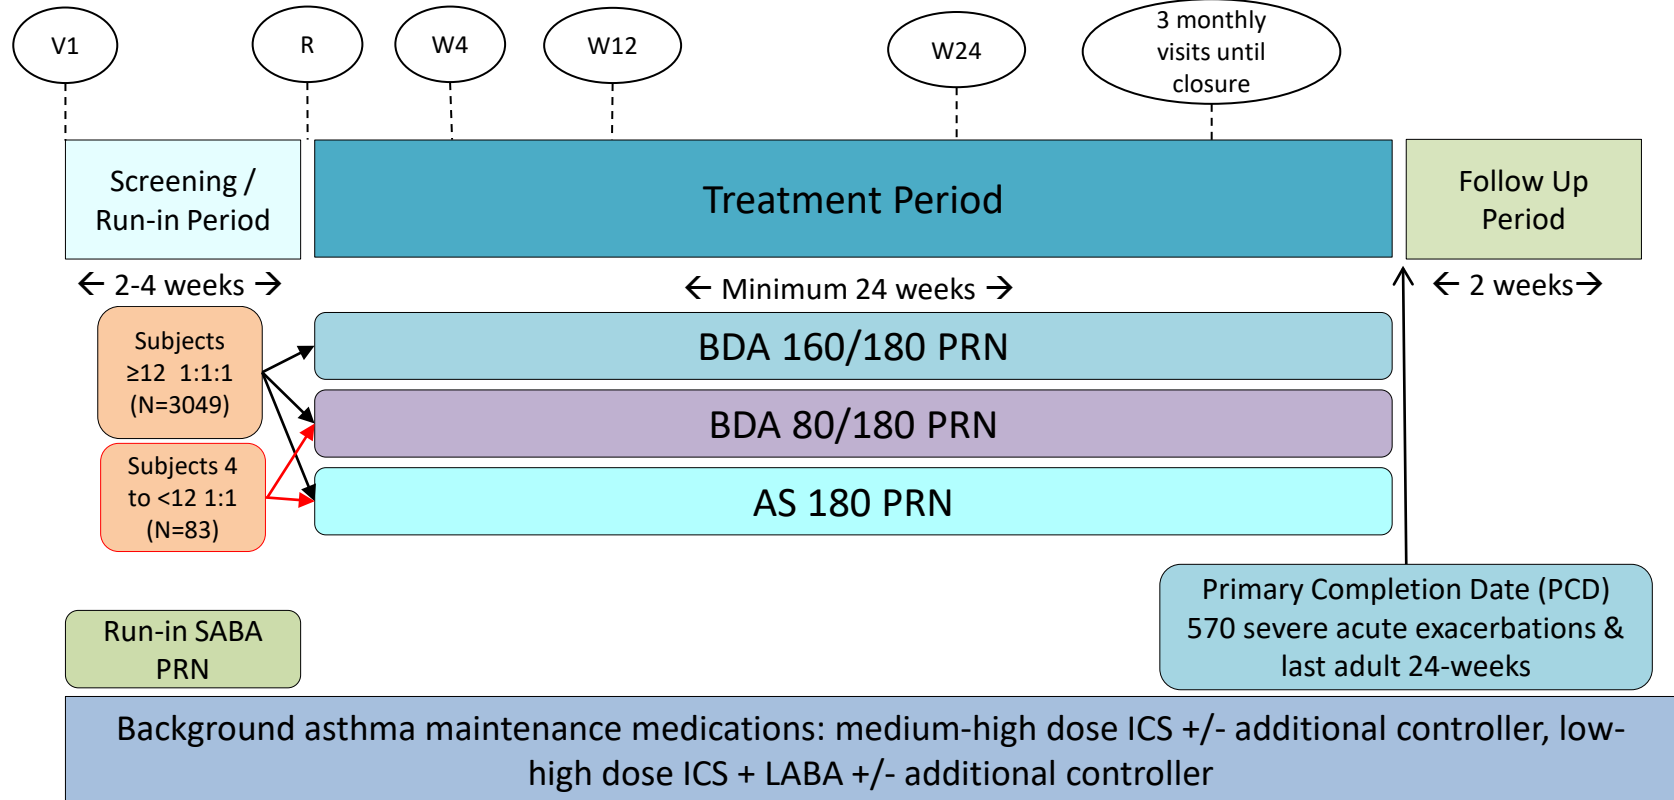 V1
R
W4
W12
W24
3 monthly
visits until
closure
Screening /
Run-in Period
Treatment Period
Follow Up
Period
← 2-4 weeks →
← Minimum 24 weeks →
← 2 weeks→
Subjects
≥12 1:1:1
(N=3049)
BDA 160/180 PRN
BDA 80/180 PRN
Subjects 4
to <12 1:1
(N=83)
AS 180 PRN
Primary Completion Date (PCD)
570 severe acute exacerbations &
last adult 24-weeks
Run-in SABA
PRN
Background asthma maintenance medications: medium-high dose ICS +/- additional controller, low-
high dose ICS + LABA +/- additional controller